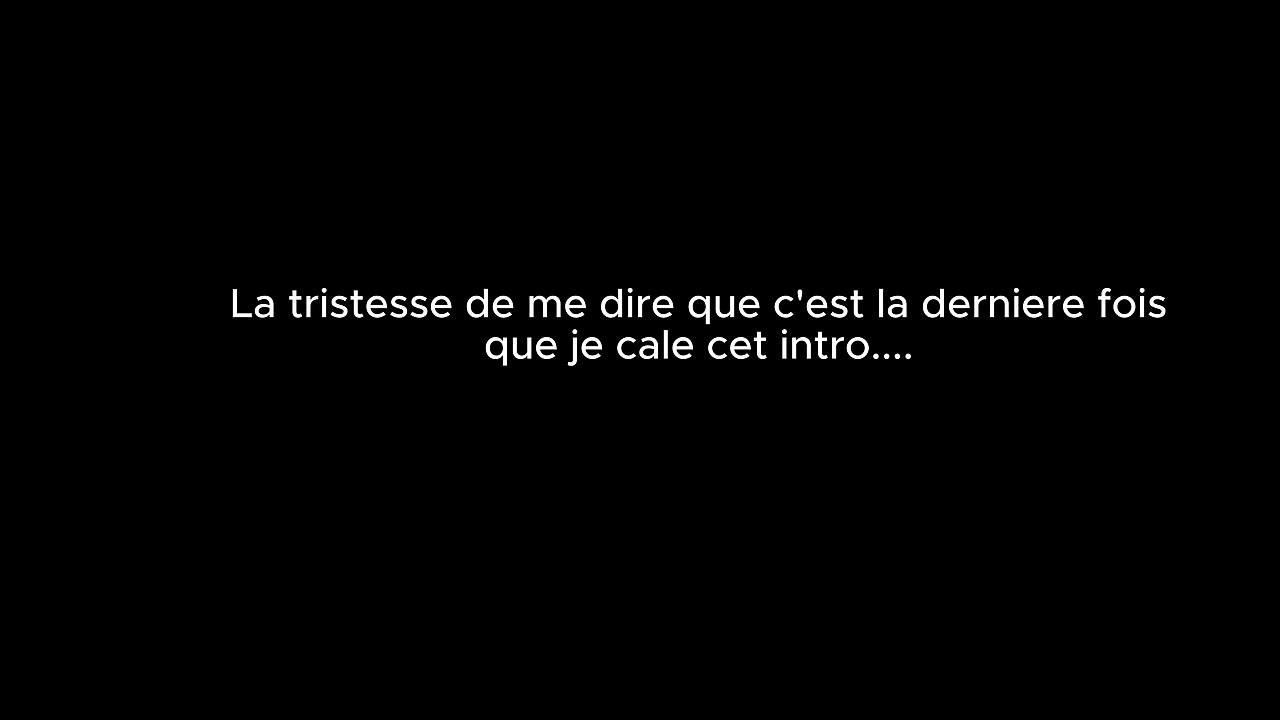 La tristesse de me dire que c'est la derniere fois
que je cale cet intro....